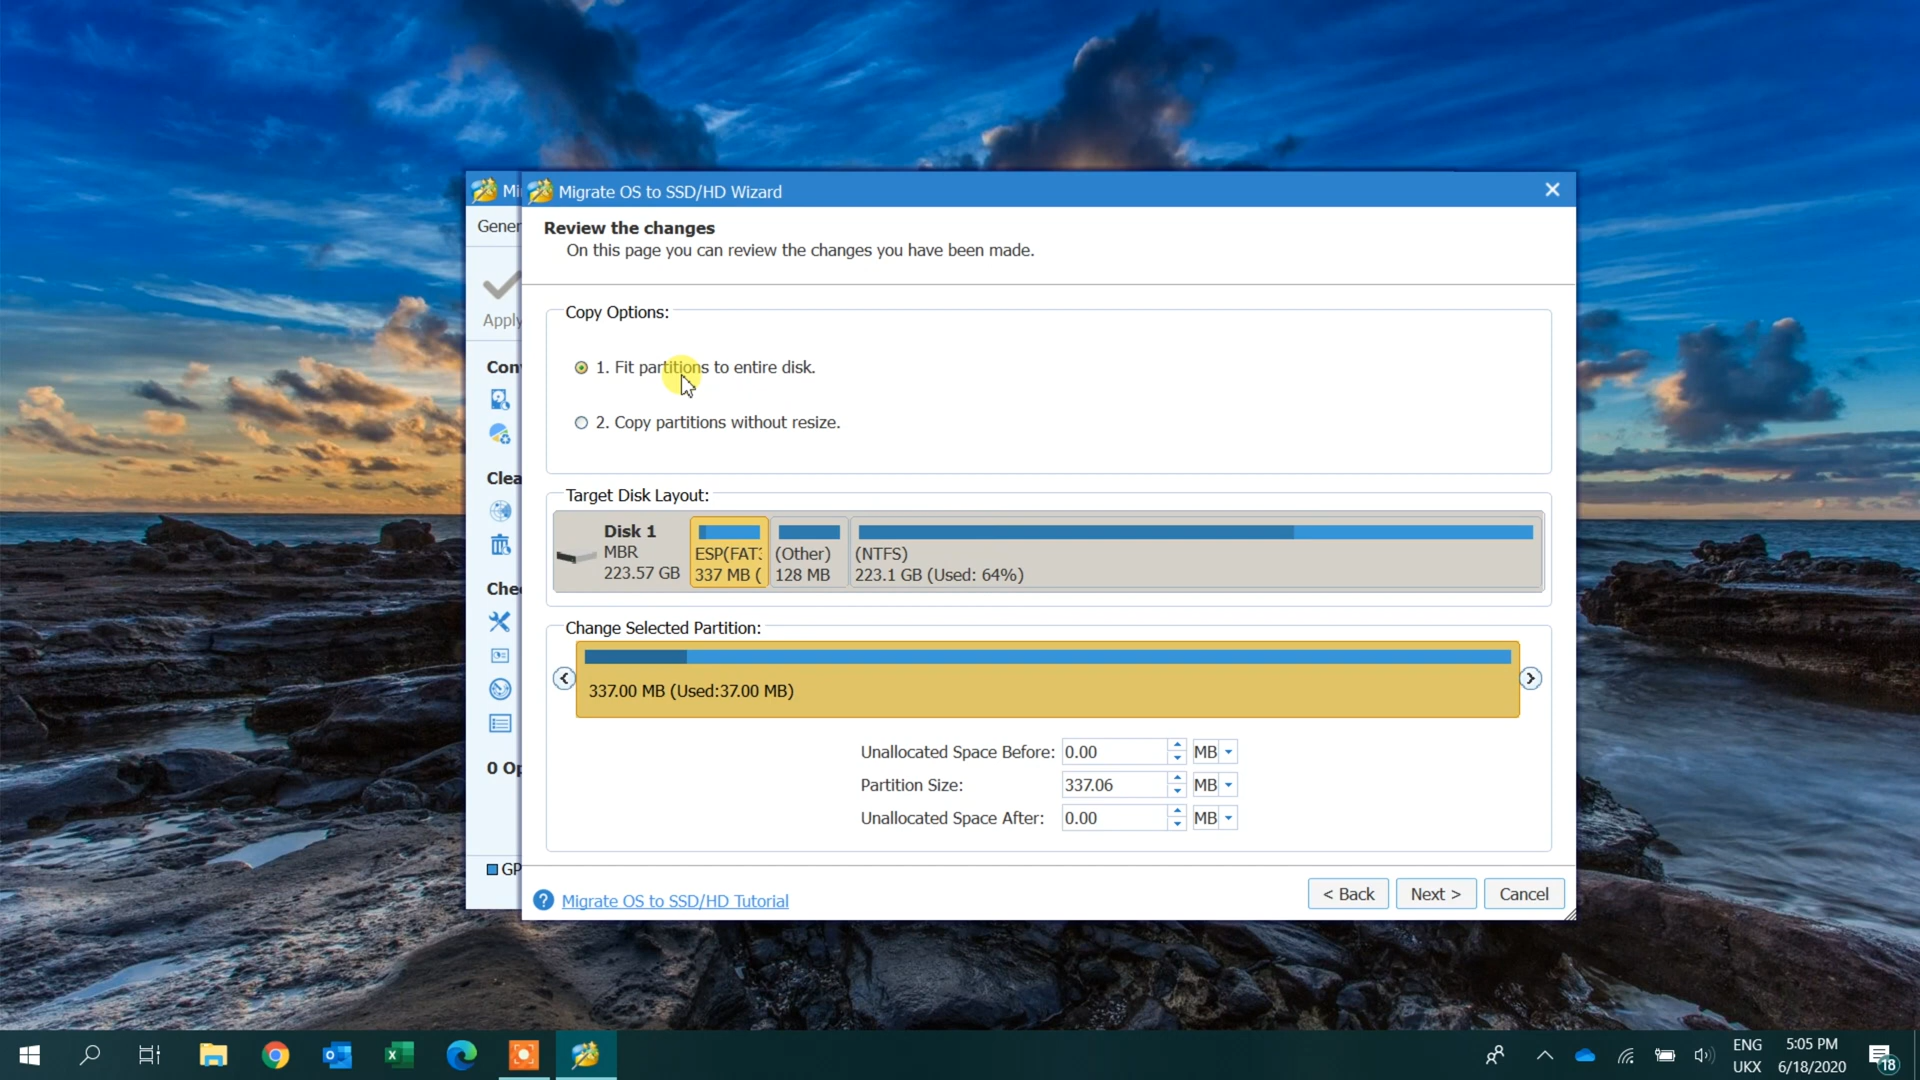 Mi
Migrate OS to SSD/HD Wizard
Gener
Review the changes
On this page you can review the changes you have been made.
Apply
Copy Options:
Con
1. Fit partitions to entire disk.
2. Copy partitions without resize.
Clea
Target Disk Layout:
Disk 1
MBR
223.57 GB
ESP(FAT:
337 MB (
(Other)
128 MB
(NTFS)
223.1 GB (Used: 64%)
Chec
Change Selected Partition:
337.00 MB (Used:37.00 MB)
Unallocated Space Before: 0.00 MB
0 Op
Partition Size: 337.06 MB
Unallocated Space After: 0.00 MB
GP
? Migrate OS to SSD/HD Tutorial
< Back
Next >
Cancel
ENG
UKX
5:05 PM
6/18/2020
18